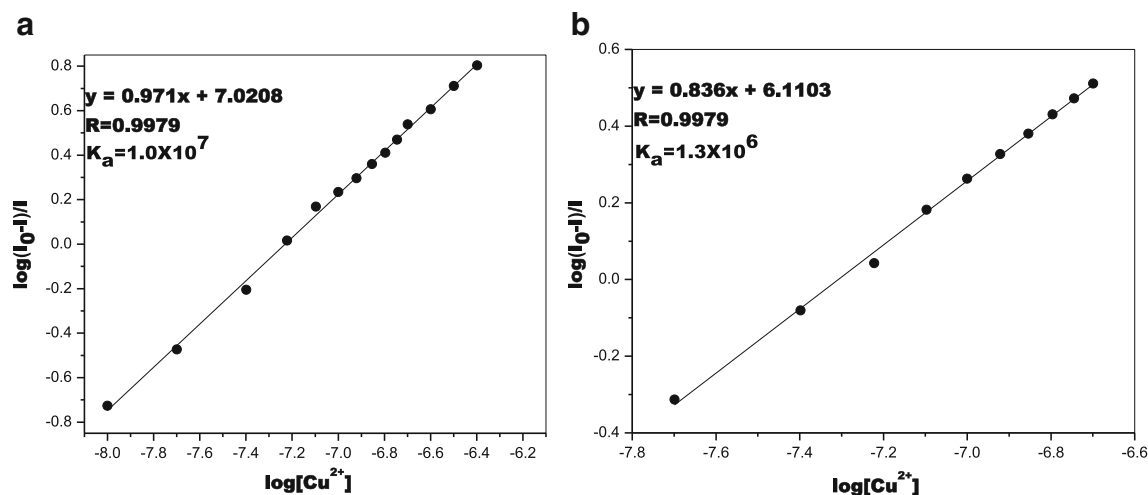 a
y = 0.971x + 7.0208
R=0.9979
Ka=1.0X10^7
log(I0-I)/I
0.8
0.6
0.4
0.2
0.0
-0.2
-0.4
-0.6
-0.8
-8.0 -7.8 -7.6 -7.4 -7.2 -7.0 -6.8 -6.6 -6.4 -6.2
log[Cu2+]
b
y = 0.836x + 6.1103
R=0.9979
Ka=1.3X10^6
log(I0-I)/I
0.6
0.4
0.2
0.0
-0.2
-0.4
-7.8 -7.6 -7.4 -7.2 -7.0 -6.8 -6.6
log[Cu2+]